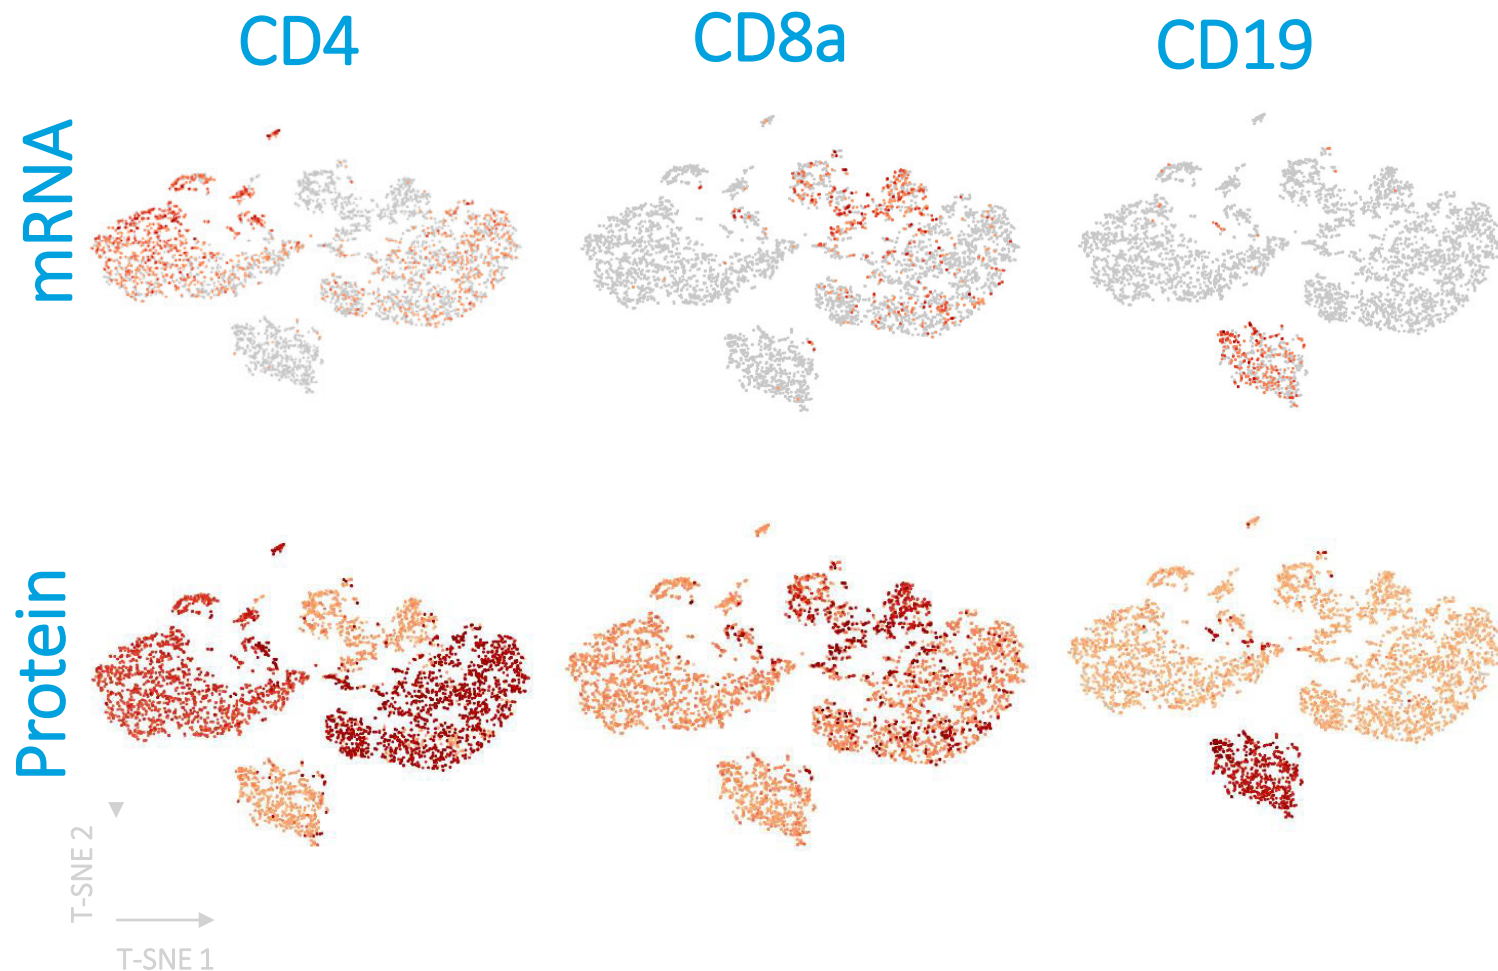 CD4
CD8a
CD19
mRNA
Protein
T-SNE 2
T-SNE 1